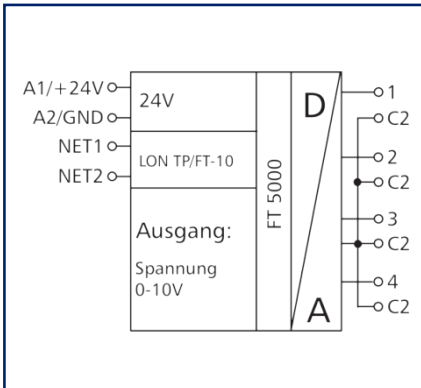 A1/+24V
A2/GND
NET1
NET2
24V
LON TP/FT-10
Ausgang:
Spannung
0-10V
FT 5000
D
A
1
C2
2
C2
3
C2
4
C2